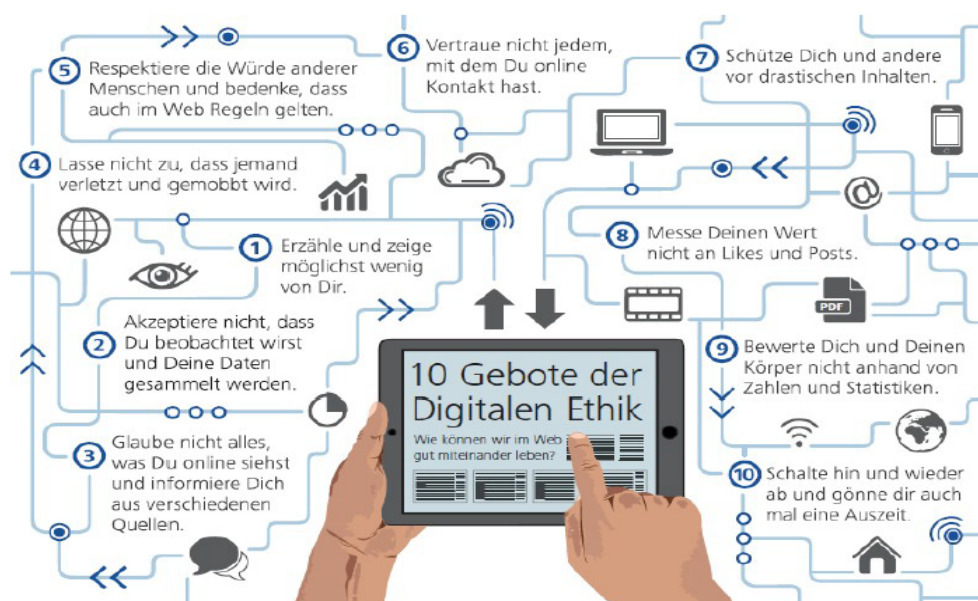 10 Gebote der
Digitalen Ethik
Wie können wir im Web
gut miteinander leben?
1
Erzähle und zeige
möglichst wenig
von Dir.
2
Akzeptiere nicht, dass
Du beobachtet wirst
und Deine Daten
gesammelt werden.
3
Glaube nicht alles,
was Du online siehst
und informiere Dich
aus verschiedenen
Quellen.
4
Lasse nicht zu, dass jemand
verletzt und gemobbt wird.
5
Respektiere die Würde anderer
Menschen und bedenke, dass
auch im Web Regeln gelten.
6
Vertraue nicht jedem,
mit dem Du online
Kontakt hast.
7
Schütze Dich und andere
vor drastischen Inhalten.
@
8
Messe Deinen Wert
nicht an Likes und Posts.
PDF
9
Bewerte Dich und Deinen
Körper nicht anhand von
Zahlen und Statistiken.
10
Schalte hin und wieder
ab und gönne dir auch
mal eine Auszeit.